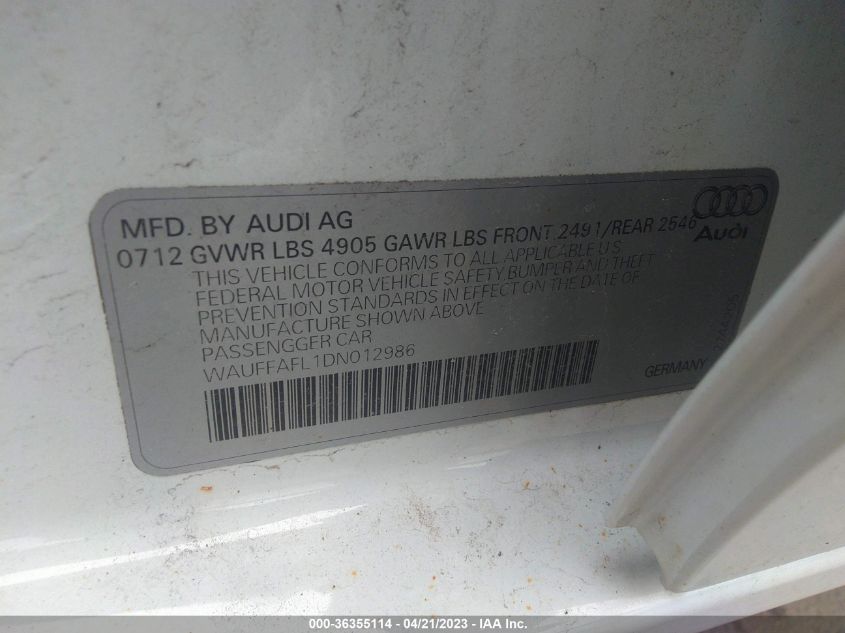 MFD. BY AUDI AG
0712 GVWR LBS 4905 GAWR LBS FRONT 2491/REAR 2546
Audi
THIS VEHICLE CONFORMS TO ALL APPLICABLE U.S.
FEDERAL MOTOR VEHICLE SAFETY BUMPER AND THEFT
PREVENTION STANDARDS IN EFFECT ON THE DATE OF
MANUFACTURE SHOWN ABOVE
PASSENGGER CAR
WAUFFAFL1DN012986
GERMANY
000-36355114 - 04/21/2023 - IAA Inc.